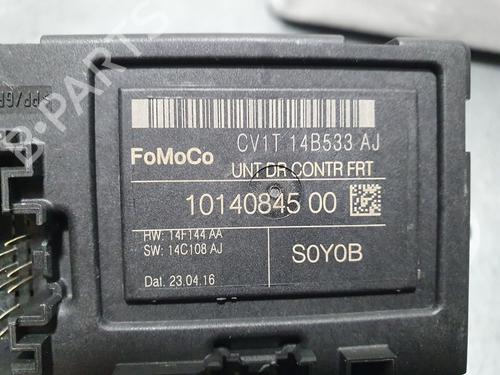 CV1T 14B533 AJ
FoMoCo
UNT DR CONTR FRT
10140845 00
HW: 14F144 AA
SW: 14C108 AJ
S0Y0B
Dat. 23.04.16
B-PARTS